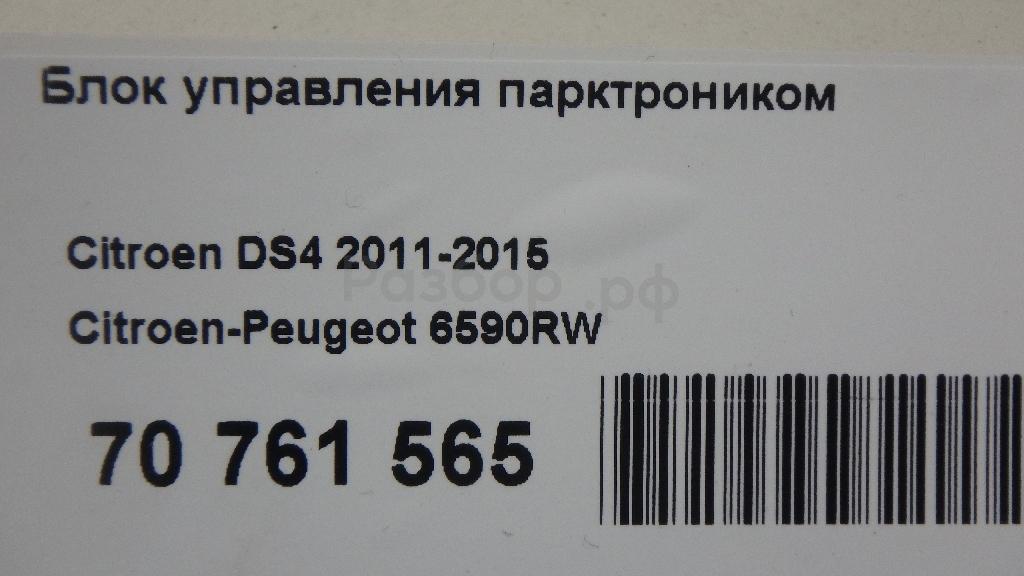 Блок управления парктроником
Citroen DS4 2011-2015
Разбор.рф
Citroen-Peugeot 6590RW
70 761 565